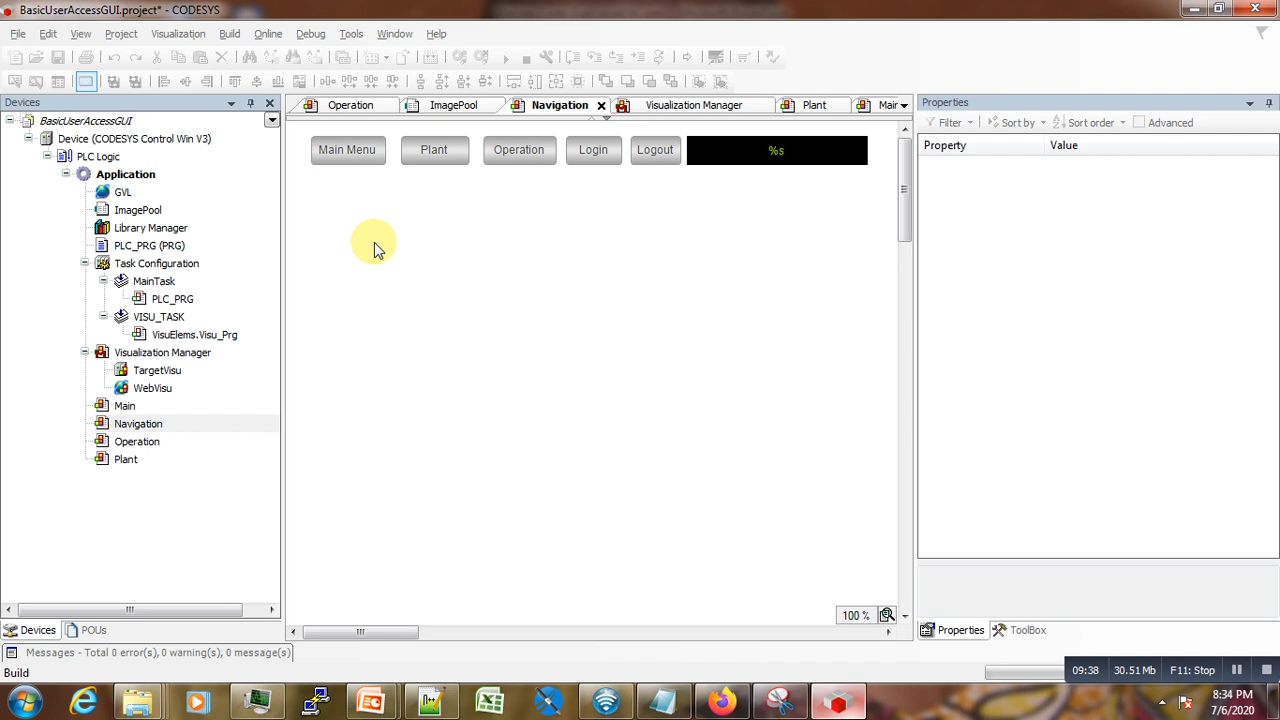 BasicUserAccessGUI.project* - CODESYS
File Edit View Project Visualization Build Online Debug Tools Window Help
Devices
BasicUserAccessGUI
Device (CODESYS Control Win V3)
PLC Logic
Application
GVL
ImagePool
Library Manager
PLC_PRG (PRG)
Task Configuration
MainTask
PLC_PRG
VISU_TASK
VisuElems.Visu_Prg
Visualization Manager
TargetVisu
WebVisu
Main
Navigation
Operation
Plant
Devices POUs
Operation ImagePool Navigation Visualization Manager Plant Mair
Main Menu Plant Operation Login Logout %s
100 %
Properties
Filter Sort by Sort order Advanced
Property Value
Properties ToolBox
Messages - Total 0 error(s), 0 warning(s), 0 message(s)
Build
09:38 30.51 Mb F11: Stop
8:34 PM
7/6/2020